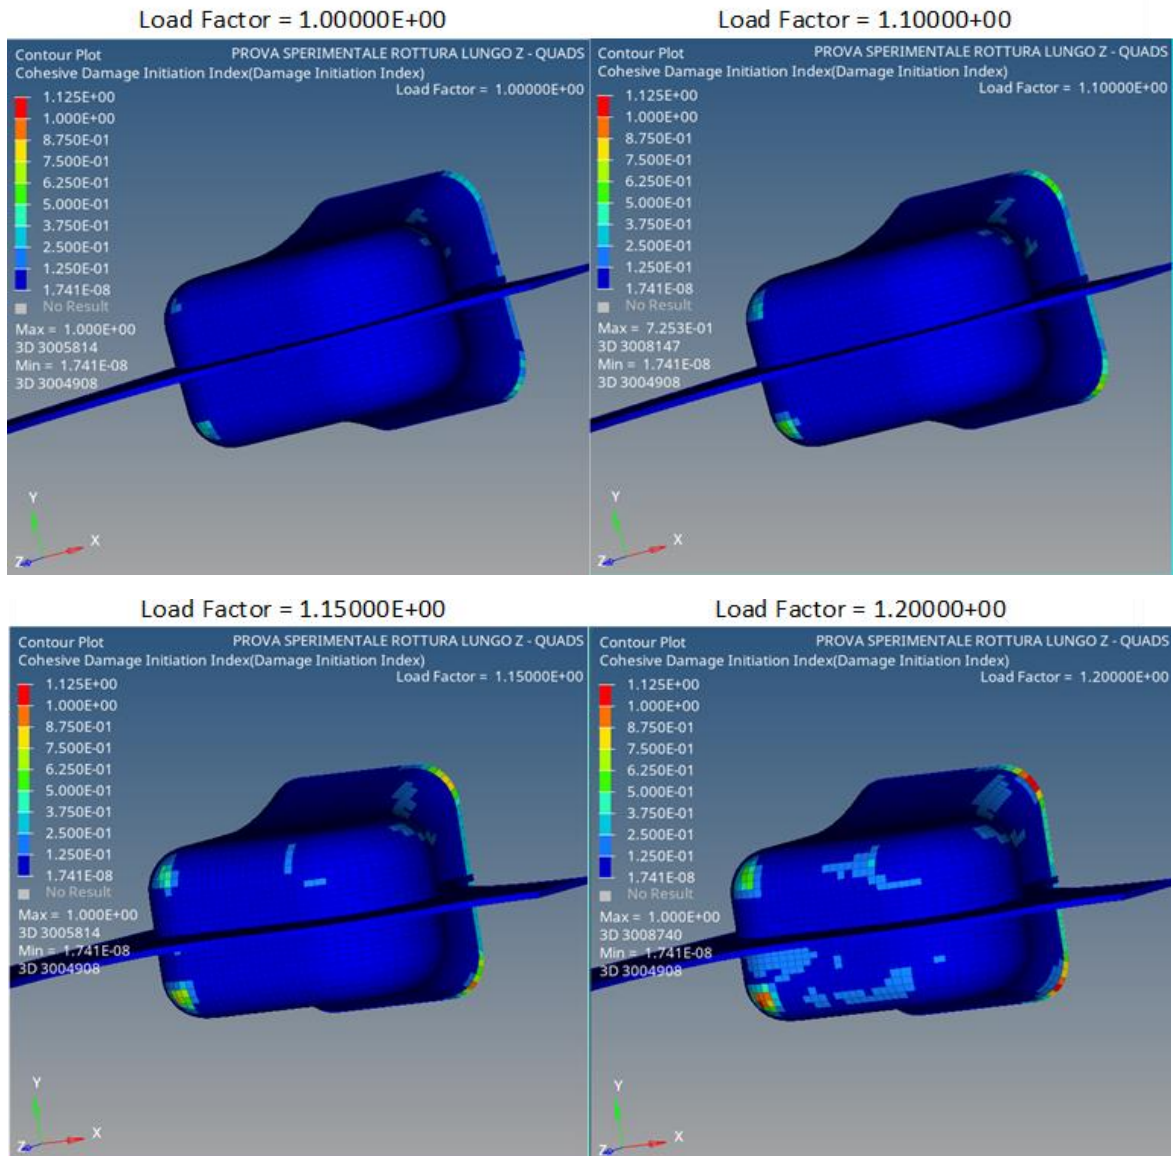 Load Factor = 1.00000E+00
Contour Plot
PROVA SPERIMENTALE ROTTURA LUNGO Z - QUADS
Cohesive Damage Initiation Index(Damage Initiation Index)
Load Factor = 1.00000E+00
1.125E+00
1.000E+00
8.750E-01
7.500E-01
6.250E-01
5.000E-01
3.750E-01
2.500E-01
1.250E-01
1.741E-08
No Result
Max = 1.000E+00
3D 3005814
Min = 1.741E-08
3D 3004908
Y
X
Z
Load Factor = 1.10000+00
Contour Plot
PROVA SPERIMENTALE ROTTURA LUNGO Z - QUADS
Cohesive Damage Initiation Index(Damage Initiation Index)
Load Factor = 1.10000E+00
1.125E+00
1.000E+00
8.750E-01
7.500E-01
6.250E-01
5.000E-01
3.750E-01
2.500E-01
1.250E-01
1.741E-08
No Result
Max = 7.253E-01
3D 3008147
Min = 1.741E-08
3D 3004908
Y
X
Z
Load Factor = 1.15000E+00
Contour Plot
PROVA SPERIMENTALE ROTTURA LUNGO Z - QUADS
Cohesive Damage Initiation Index(Damage Initiation Index)
Load Factor = 1.15000E+00
1.125E+00
1.000E+00
8.750E-01
7.500E-01
6.250E-01
5.000E-01
3.750E-01
2.500E-01
1.250E-01
1.741E-08
No Result
Max = 1.000E+00
3D 3005814
Min = 1.741E-08
3D 3004908
Y
X
Z
Load Factor = 1.20000+00
Contour Plot
PROVA SPERIMENTALE ROTTURA LUNGO Z - QUADS
Cohesive Damage Initiation Index(Damage Initiation Index)
Load Factor = 1.20000E+00
1.125E+00
1.000E+00
8.750E-01
7.500E-01
6.250E-01
5.000E-01
3.750E-01
2.500E-01
1.250E-01
1.741E-08
No Result
Max = 1.000E+00
3D 3008740
Min = 1.741E-08
3D 3004908
Y
X
Z